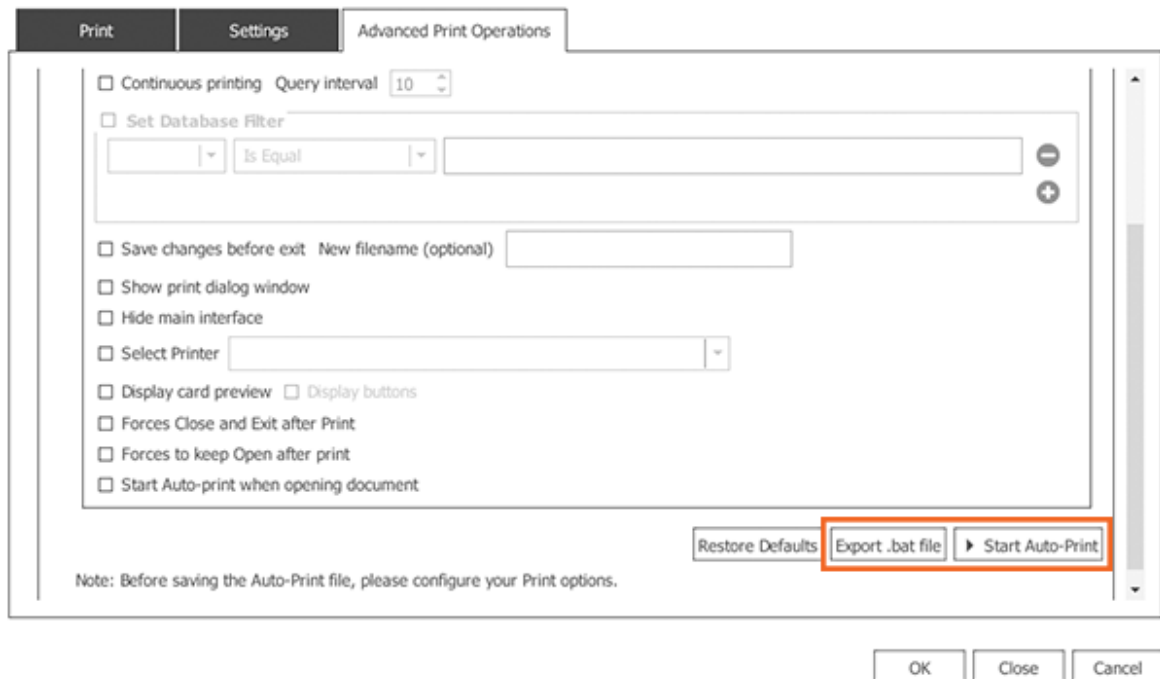 Print Settings Advanced Print Operations
Continuous printing Query interval 10
Set Database Filter
Is Equal
Save changes before exit New filename (optional)
Show print dialog window
Hide main interface
Select Printer
Display card preview Display buttons
Forces Close and Exit after Print
Forces to keep Open after print
Start Auto-print when opening document
Restore Defaults Export .bat file Start Auto-Print
Note: Before saving the Auto-Print file, please configure your Print options.
OK Close Cancel